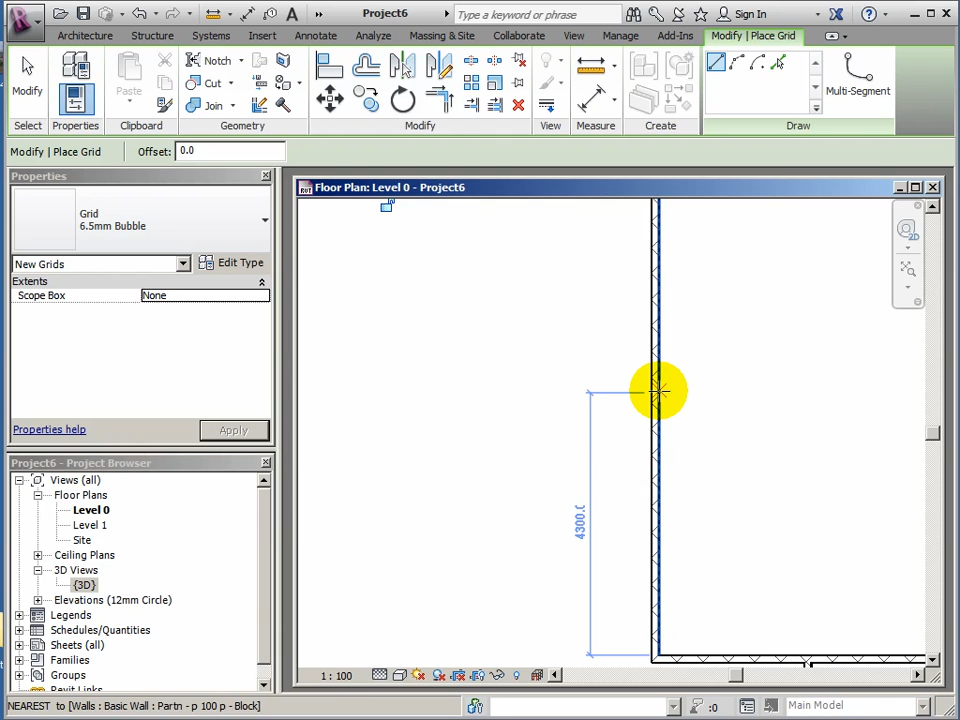 Project6
Type a keyword or phrase
Sign In
Architecture
Structure
Systems
Insert
Annotate
Analyze
Massing & Site
Collaborate
View
Manage
Add-Ins
Modify | Place Grid
Modify
Paste
Notch
Cut
Join
Multi-Segment
Select
Properties
Clipboard
Geometry
Modify
View
Measure
Create
Draw
Modify | Place Grid
Offset:
0.0
Properties
Grid
6.5mm Bubble
New Grids
Edit Type
Extents
Scope Box
None
Properties help
Apply
Project6 - Project Browser
Views (all)
Floor Plans
Level 0
Level 1
Site
Ceiling Plans
3D Views
{3D}
Elevations (12mm Circle)
Legends
Schedules/Quantities
Sheets (all)
Families
Groups
Revit Links
Floor Plan: Level 0 - Project6
2D
1 : 100
NEAREST to [Walls : Basic Wall : Partn - p 100 p - Block]
:0
Main Model